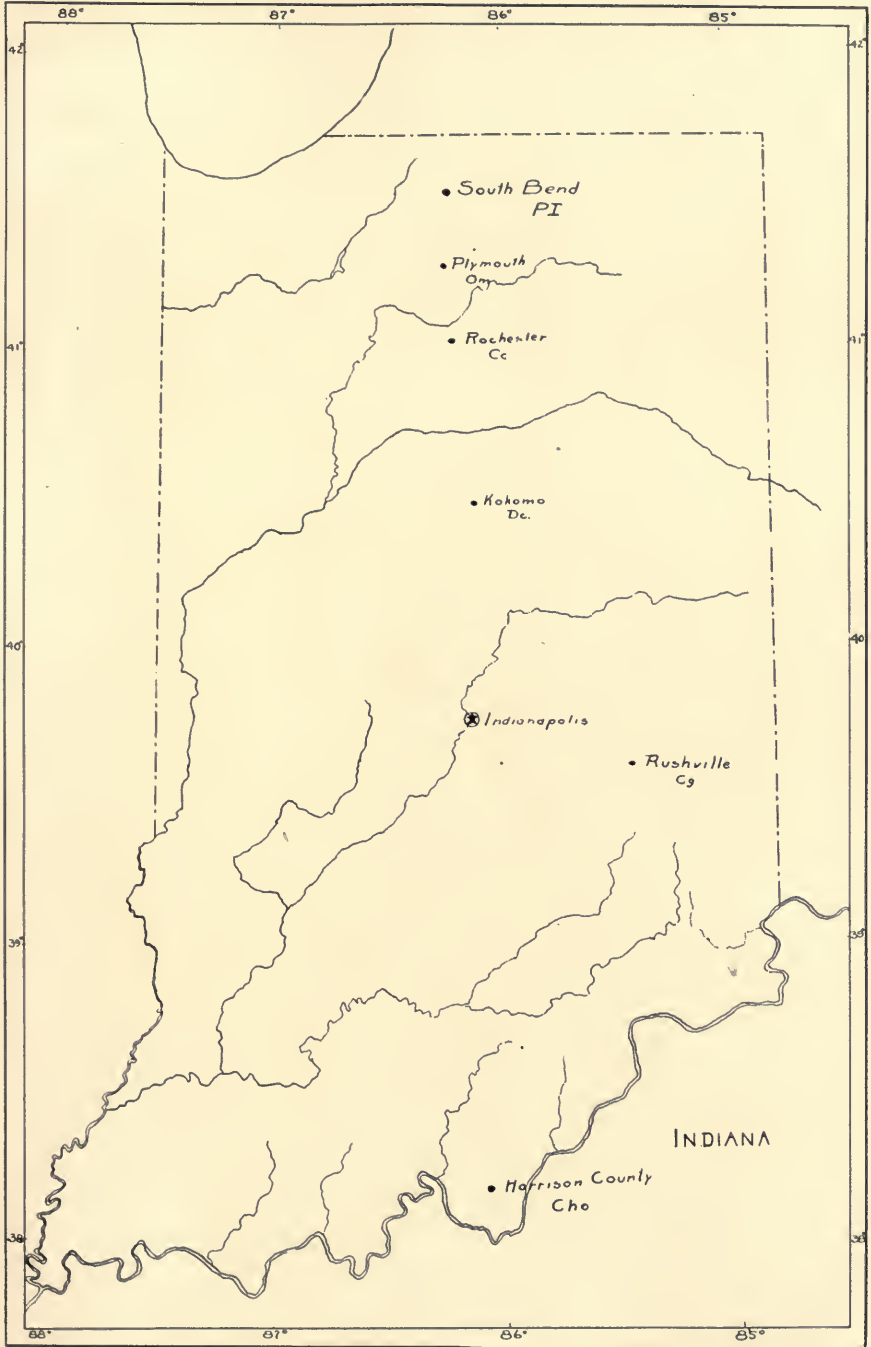 88° 87° 86° 85°
42° 42°
South Bend
PI
Plymouth
Om
41° 41°
Rochester
Cc
Kokomo
Dc.
40° 40°
Indianapolis
Rushville
Cg
39° 39°
INDIANA
Harrison County
Cho
38° 38°
88° 87° 86° 85°